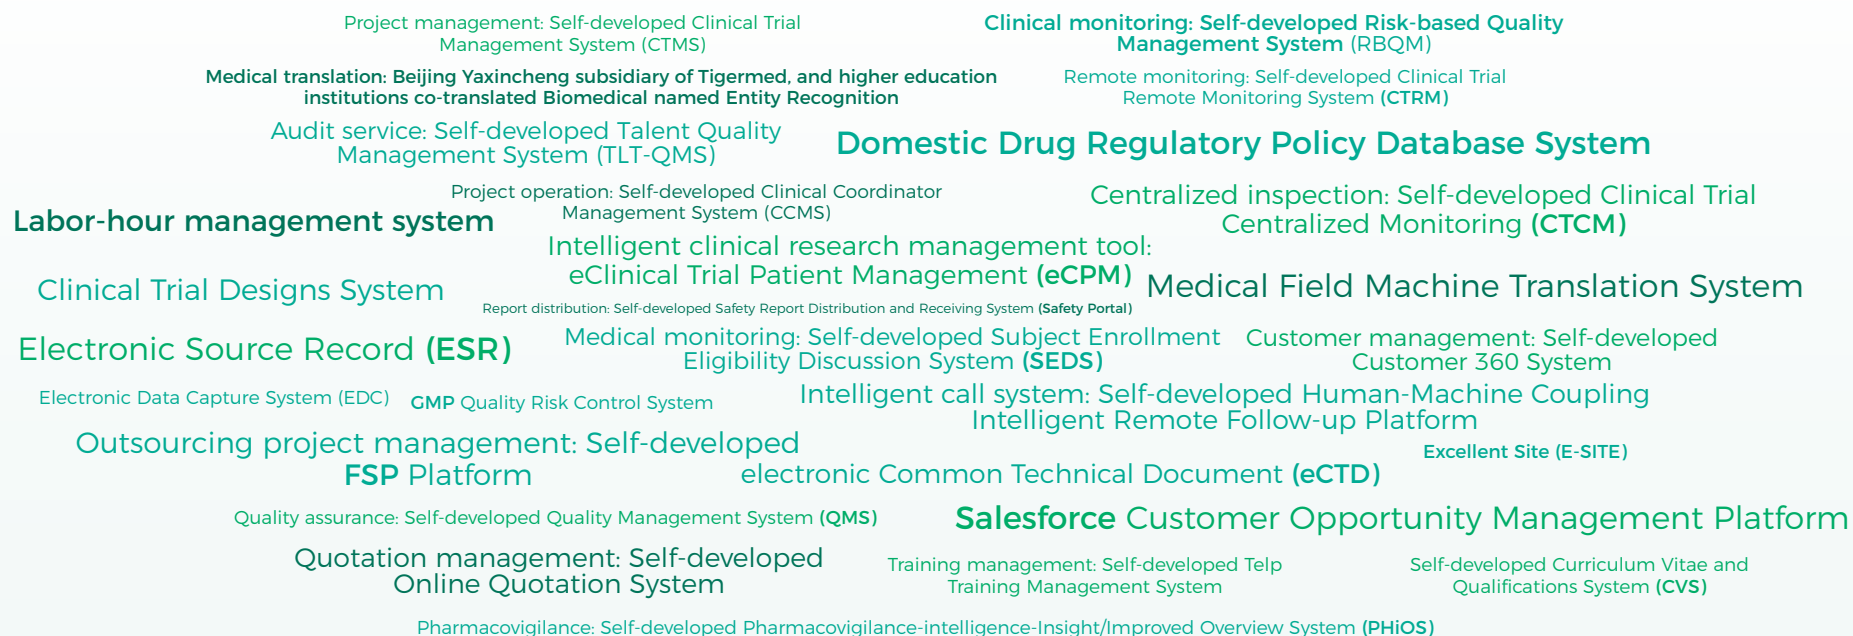 Project management: Self-developed Clinical Trial
Management System (CTMS)
Clinical monitoring: Self-developed Risk-based Quality
Management System (RBQM)
Medical translation: Beijing Yaxincheng subsidiary of Tigermed, and higher education
institutions co-translated Biomedical named Entity Recognition
Remote monitoring: Self-developed Clinical Trial
Remote Monitoring System (CTRM)
Audit service: Self-developed Talent Quality
Management System (TLT-QMS)
Domestic Drug Regulatory Policy Database System
Project operation: Self-developed Clinical Coordinator
Management System (CCMS)
Centralized inspection: Self-developed Clinical Trial
Centralized Monitoring (CTCM)
Labor-hour management system
Intelligent clinical research management tool:
eClinical Trial Patient Management (eCPM)
Clinical Trial Designs System
Medical Field Machine Translation System
Report distribution: Self-developed Safety Report Distribution and Receiving System (Safety Portal)
Electronic Source Record (ESR)
Medical monitoring: Self-developed Subject Enrollment
Eligibility Discussion System (SEDS)
Customer management: Self-developed
Customer 360 System
Electronic Data Capture System (EDC)
GMP Quality Risk Control System
Intelligent call system: Self-developed Human-Machine Coupling
Intelligent Remote Follow-up Platform
Outsourcing project management: Self-developed
FSP Platform
Excellent Site (E-SITE)
electronic Common Technical Document (eCTD)
Quality assurance: Self-developed Quality Management System (QMS)
Salesforce Customer Opportunity Management Platform
Quotation management: Self-developed
Online Quotation System
Training management: Self-developed Telp
Training Management System
Self-developed Curriculum Vitae and
Qualifications System (CVS)
Pharmacovigilance: Self-developed Pharmacovigilance-intelligence-Insight/Improved Overview System (PHiOS)